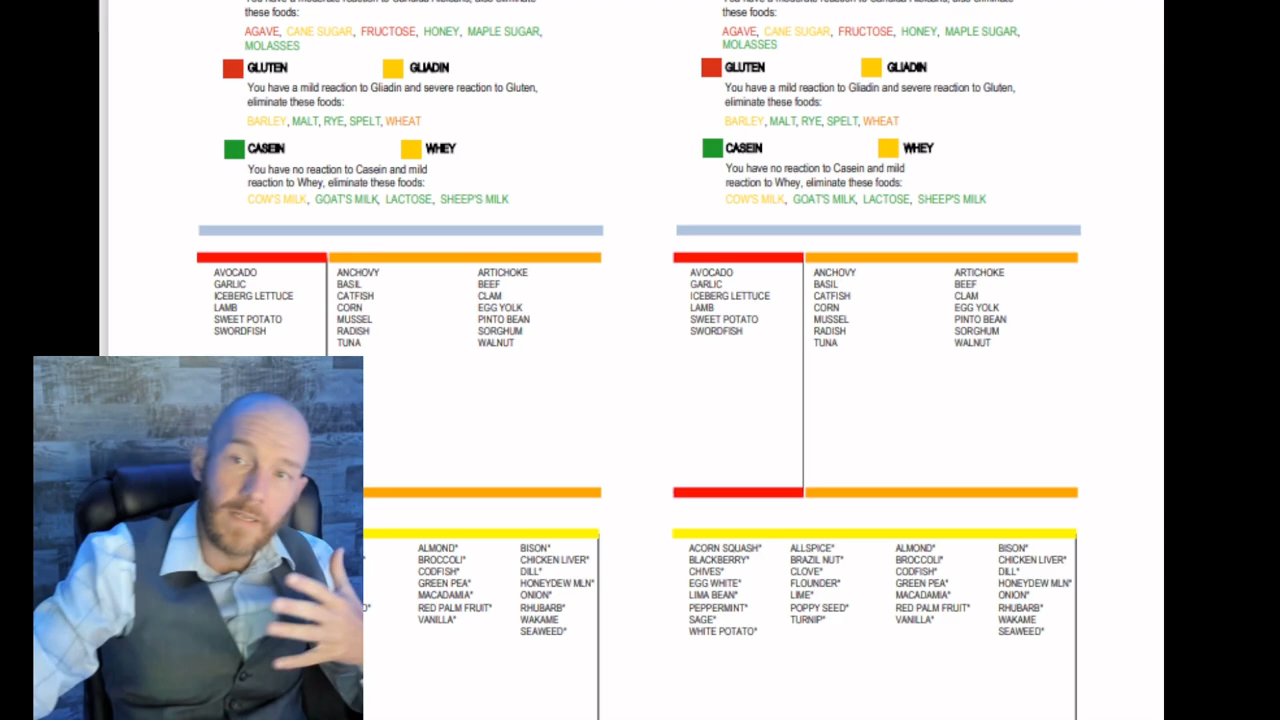 these foods:
AGAVE, CANE SUGAR, FRUCTOSE, HONEY, MAPLE SUGAR,
MOLASSES
GLUTEN GLIADIN
You have a mild reaction to Gliadin and severe reaction to Gluten,
eliminate these foods:
BARLEY, MALT, RYE, SPELT, WHEAT
CASEIN WHEY
You have no reaction to Casein and mild
reaction to Whey, eliminate these foods:
COW'S MILK, GOAT'S MILK, LACTOSE, SHEEP'S MILK
AVOCADO ANCHOVY ARTICHOKE
GARLIC BASIL BEEF
ICEBERG LETTUCE CATFISH CLAM
LAMB CORN EGG YOLK
SWEET POTATO MUSSEL PINTO BEAN
SWORDFISH RADISH SORGHUM
TUNA WALNUT
ALMOND* BISON*
BROCCOLI* CHICKEN LIVER*
CODFISH* DILL*
GREEN PEA* HONEYDEW MLN*
MACADAMIA* ONION*
RED PALM FRUIT* RHUBARB*
VANILLA* WAKAME
SEAWEED*
these foods:
AGAVE, CANE SUGAR, FRUCTOSE, HONEY, MAPLE SUGAR,
MOLASSES
GLUTEN GLIADIN
You have a mild reaction to Gliadin and severe reaction to Gluten,
eliminate these foods:
BARLEY, MALT, RYE, SPELT, WHEAT
CASEIN WHEY
You have no reaction to Casein and mild
reaction to Whey, eliminate these foods:
COW'S MILK, GOAT'S MILK, LACTOSE, SHEEP'S MILK
AVOCADO ANCHOVY ARTICHOKE
GARLIC BASIL BEEF
ICEBERG LETTUCE CATFISH CLAM
LAMB CORN EGG YOLK
SWEET POTATO MUSSEL PINTO BEAN
SWORDFISH RADISH SORGHUM
TUNA WALNUT
ACORN SQUASH* ALLSPICE* ALMOND* BISON*
BLACKBERRY* BRAZIL NUT* BROCCOLI* CHICKEN LIVER*
CHIVES* CLOVE* CODFISH* DILL*
EGG WHITE* FLOUNDER* GREEN PEA* HONEYDEW MLN*
LIMA BEAN* LIME* MACADAMIA* ONION*
PEPPERMINT* POPPY SEED* RED PALM FRUIT* RHUBARB*
SAGE* TURNIP* VANILLA* WAKAME
WHITE POTATO* SEAWEED*